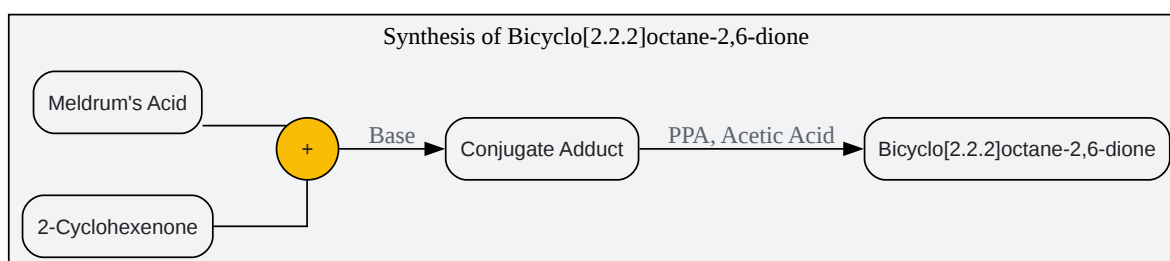 Synthesis of Bicyclo[2.2.2]octane-2,6-dione
Meldrum's Acid
+
Base
Conjugate Adduct
PPA, Acetic Acid
Bicyclo[2.2.2]octane-2,6-dione
2-Cyclohexenone